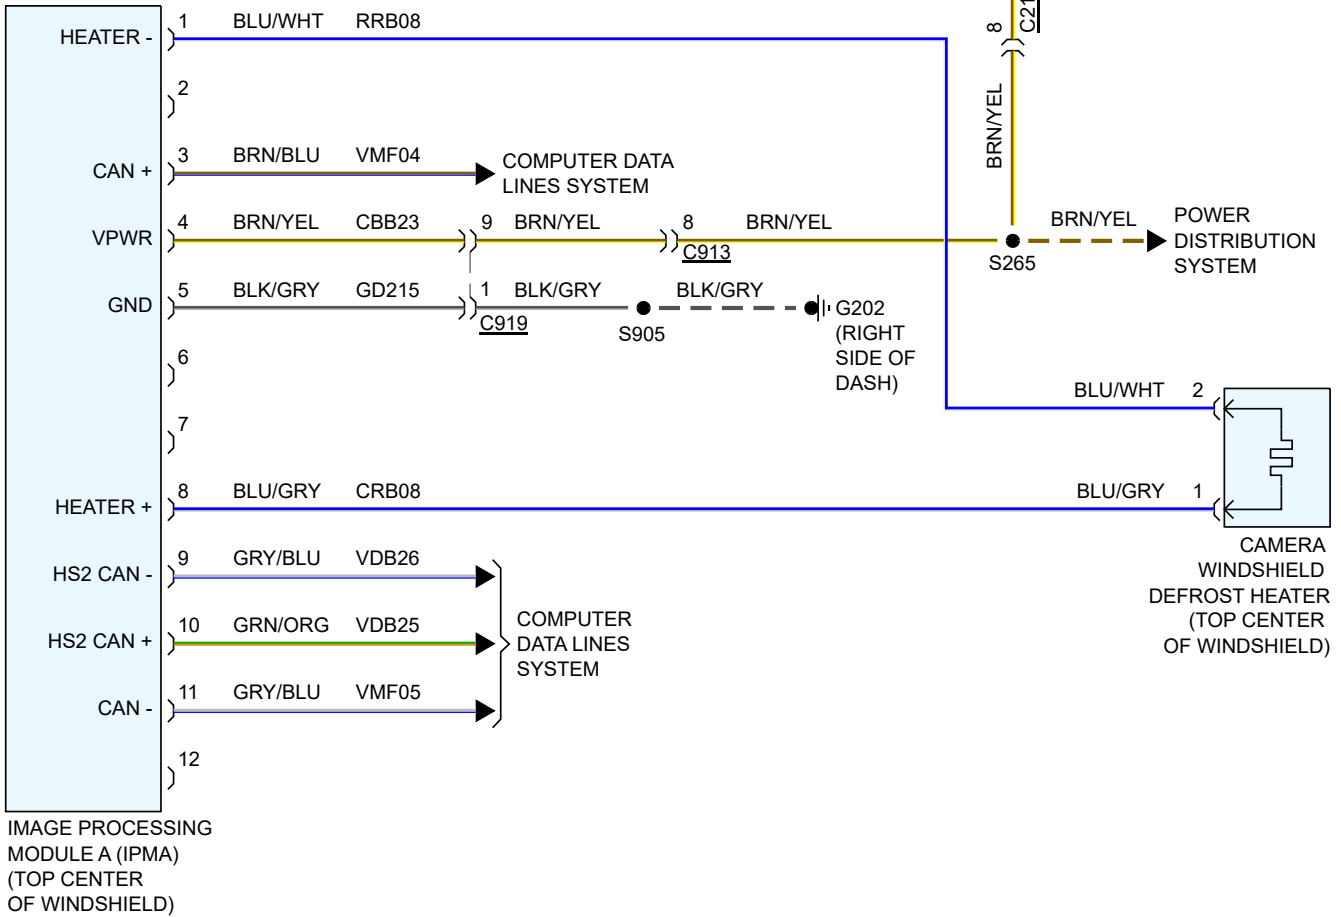 HEATER -
1 BLU/WHT RRB08
2
CAN +
3 BRN/BLU VMF04
COMPUTER DATA
LINES SYSTEM
VPWR
4 BRN/YEL CBB23
9 BRN/YEL
8 BRN/YEL
C913
8
BRN/YEL
S265
BRN/YEL
POWER
DISTRIBUTION
SYSTEM
GND
5 BLK/GRY GD215
1 BLK/GRY
C919
S905
BLK/GRY
G202
(RIGHT
SIDE OF
DASH)
6
7
BLU/WHT 2
HEATER +
8 BLU/GRY CRB08
BLU/GRY 1
CAMERA
WINDSHIELD
DEFROST HEATER
(TOP CENTER
OF WINDSHIELD)
HS2 CAN -
9 GRY/BLU VDB26
HS2 CAN +
10 GRN/ORG VDB25
CAN -
11 GRY/BLU VMF05
COMPUTER
DATA LINES
SYSTEM
12
IMAGE PROCESSING
MODULE A (IPMA)
(TOP CENTER
OF WINDSHIELD)